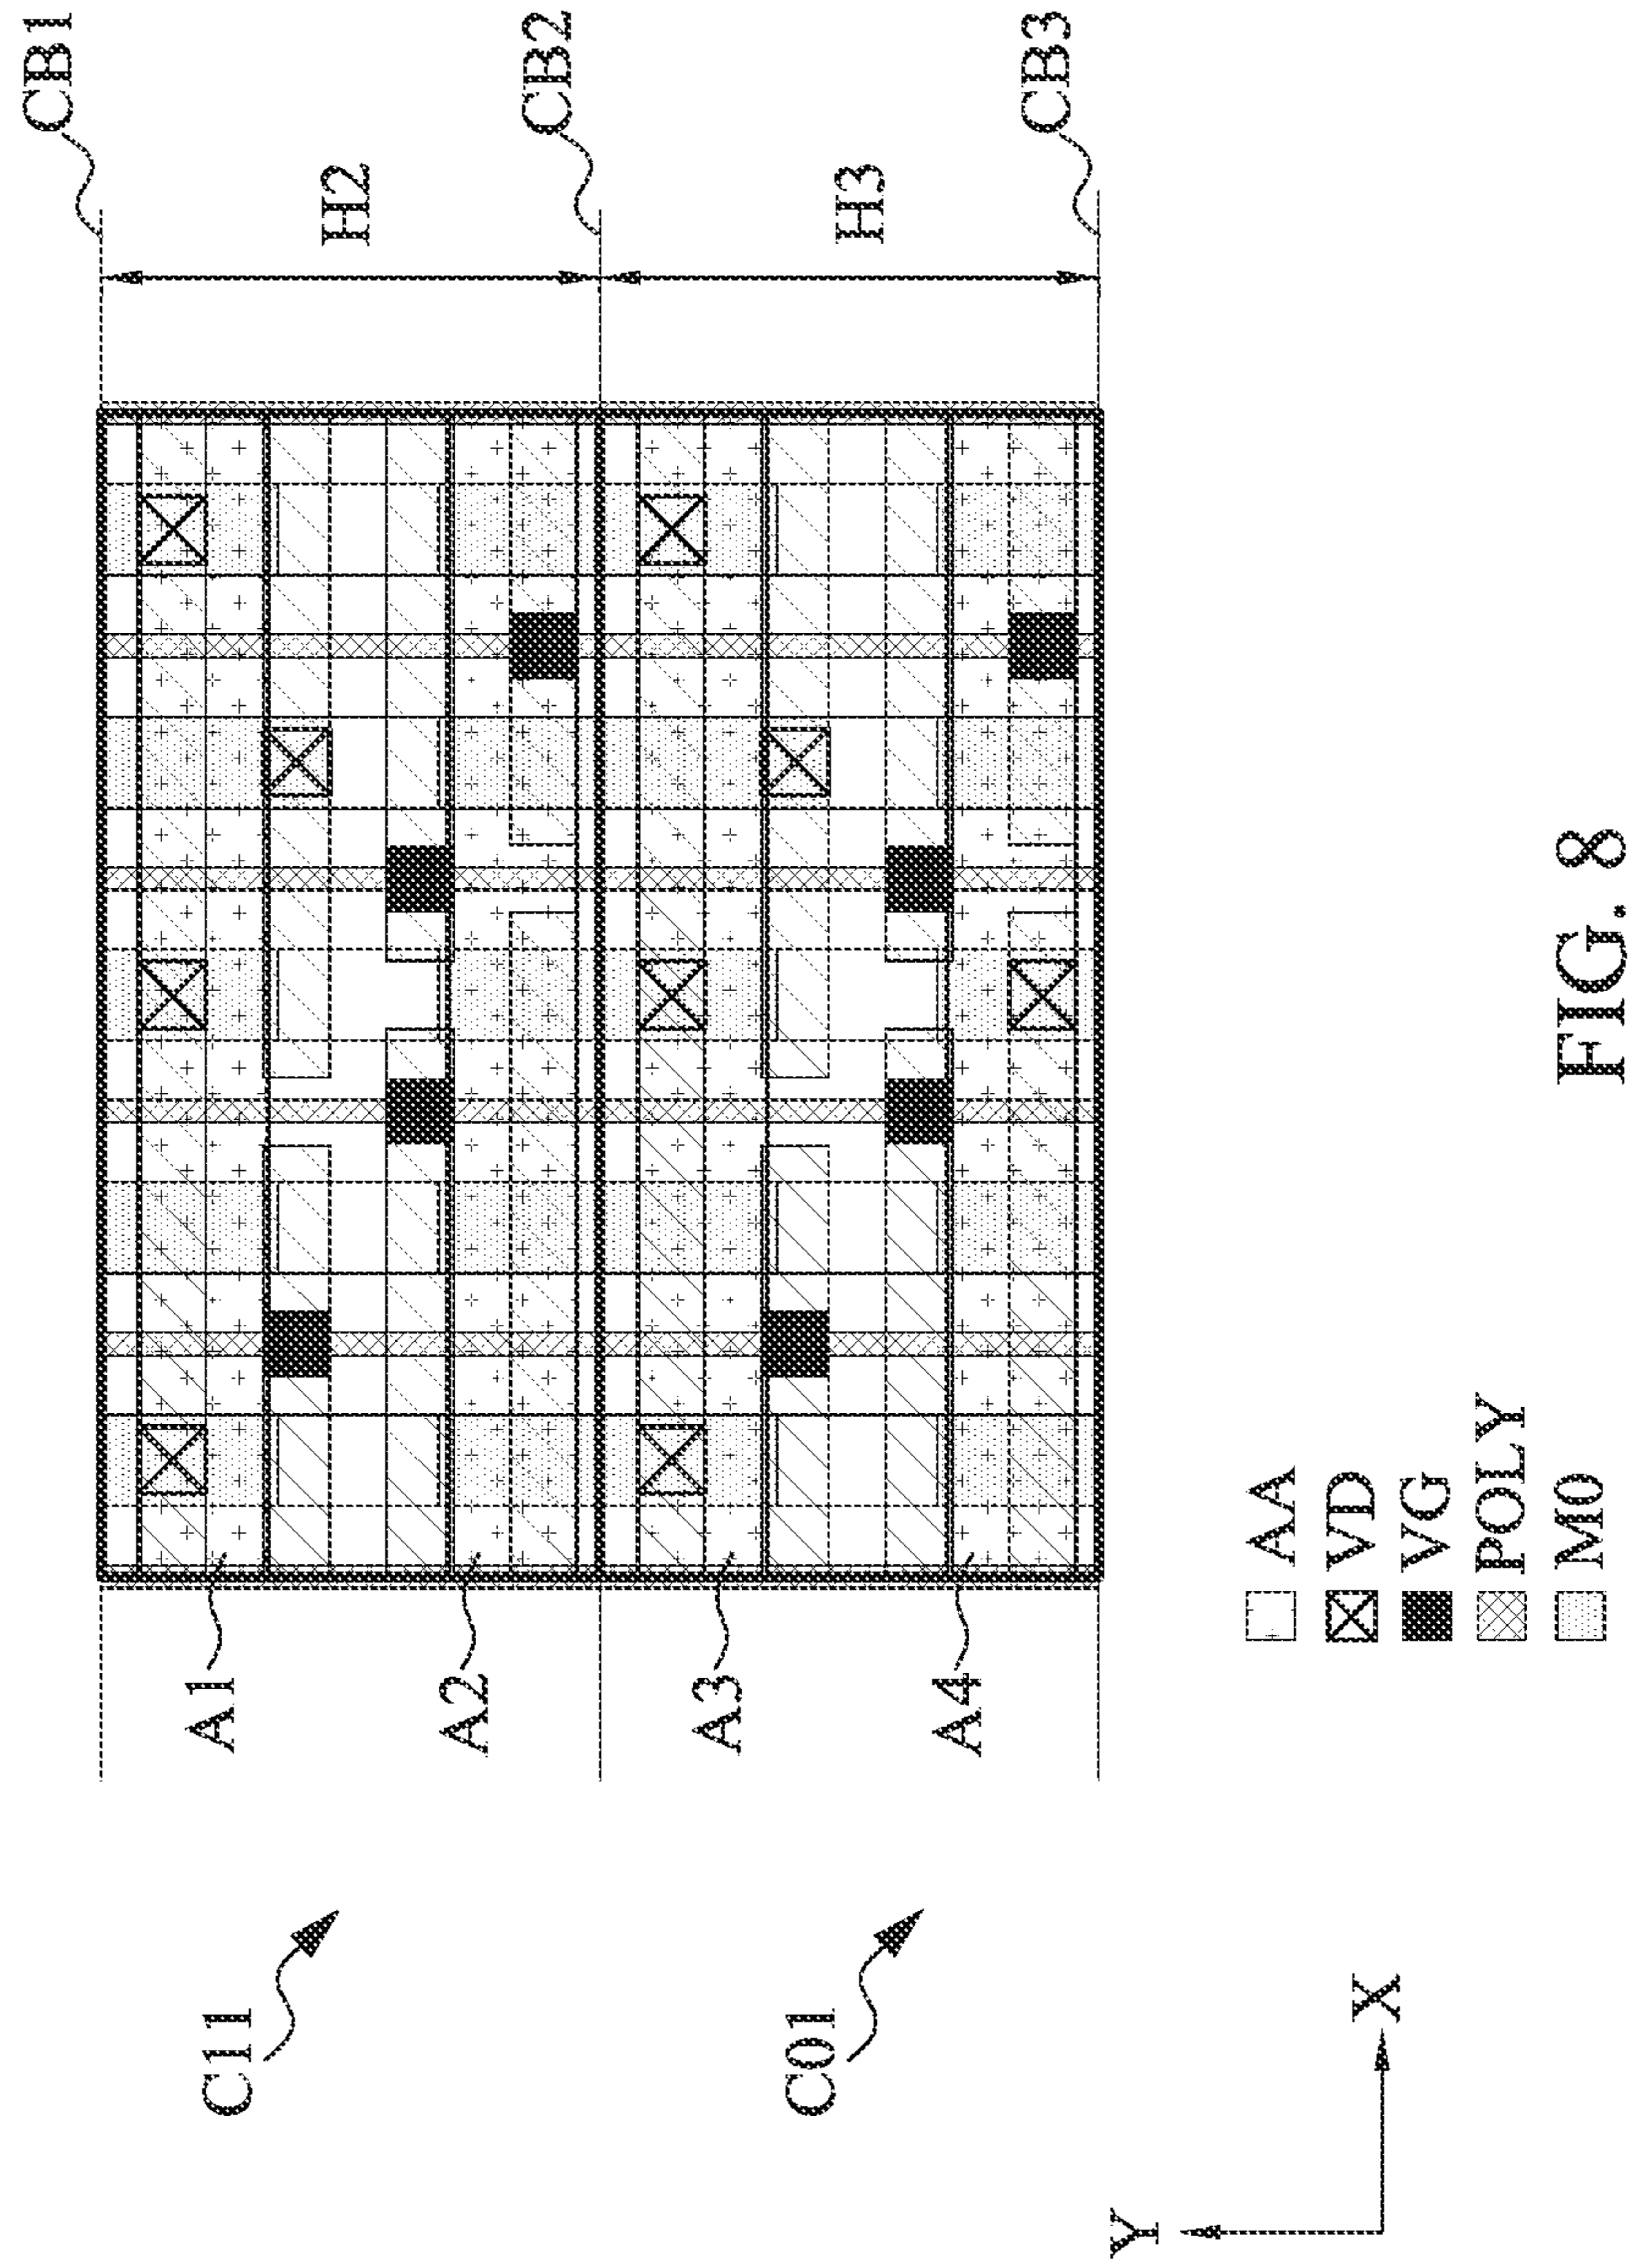 CB1
CB2
CB3
H2
H3
A1
A2
A3
A4
C11
C01
Y
X
AA
VD
VG
POLY
M0
FIG. 8